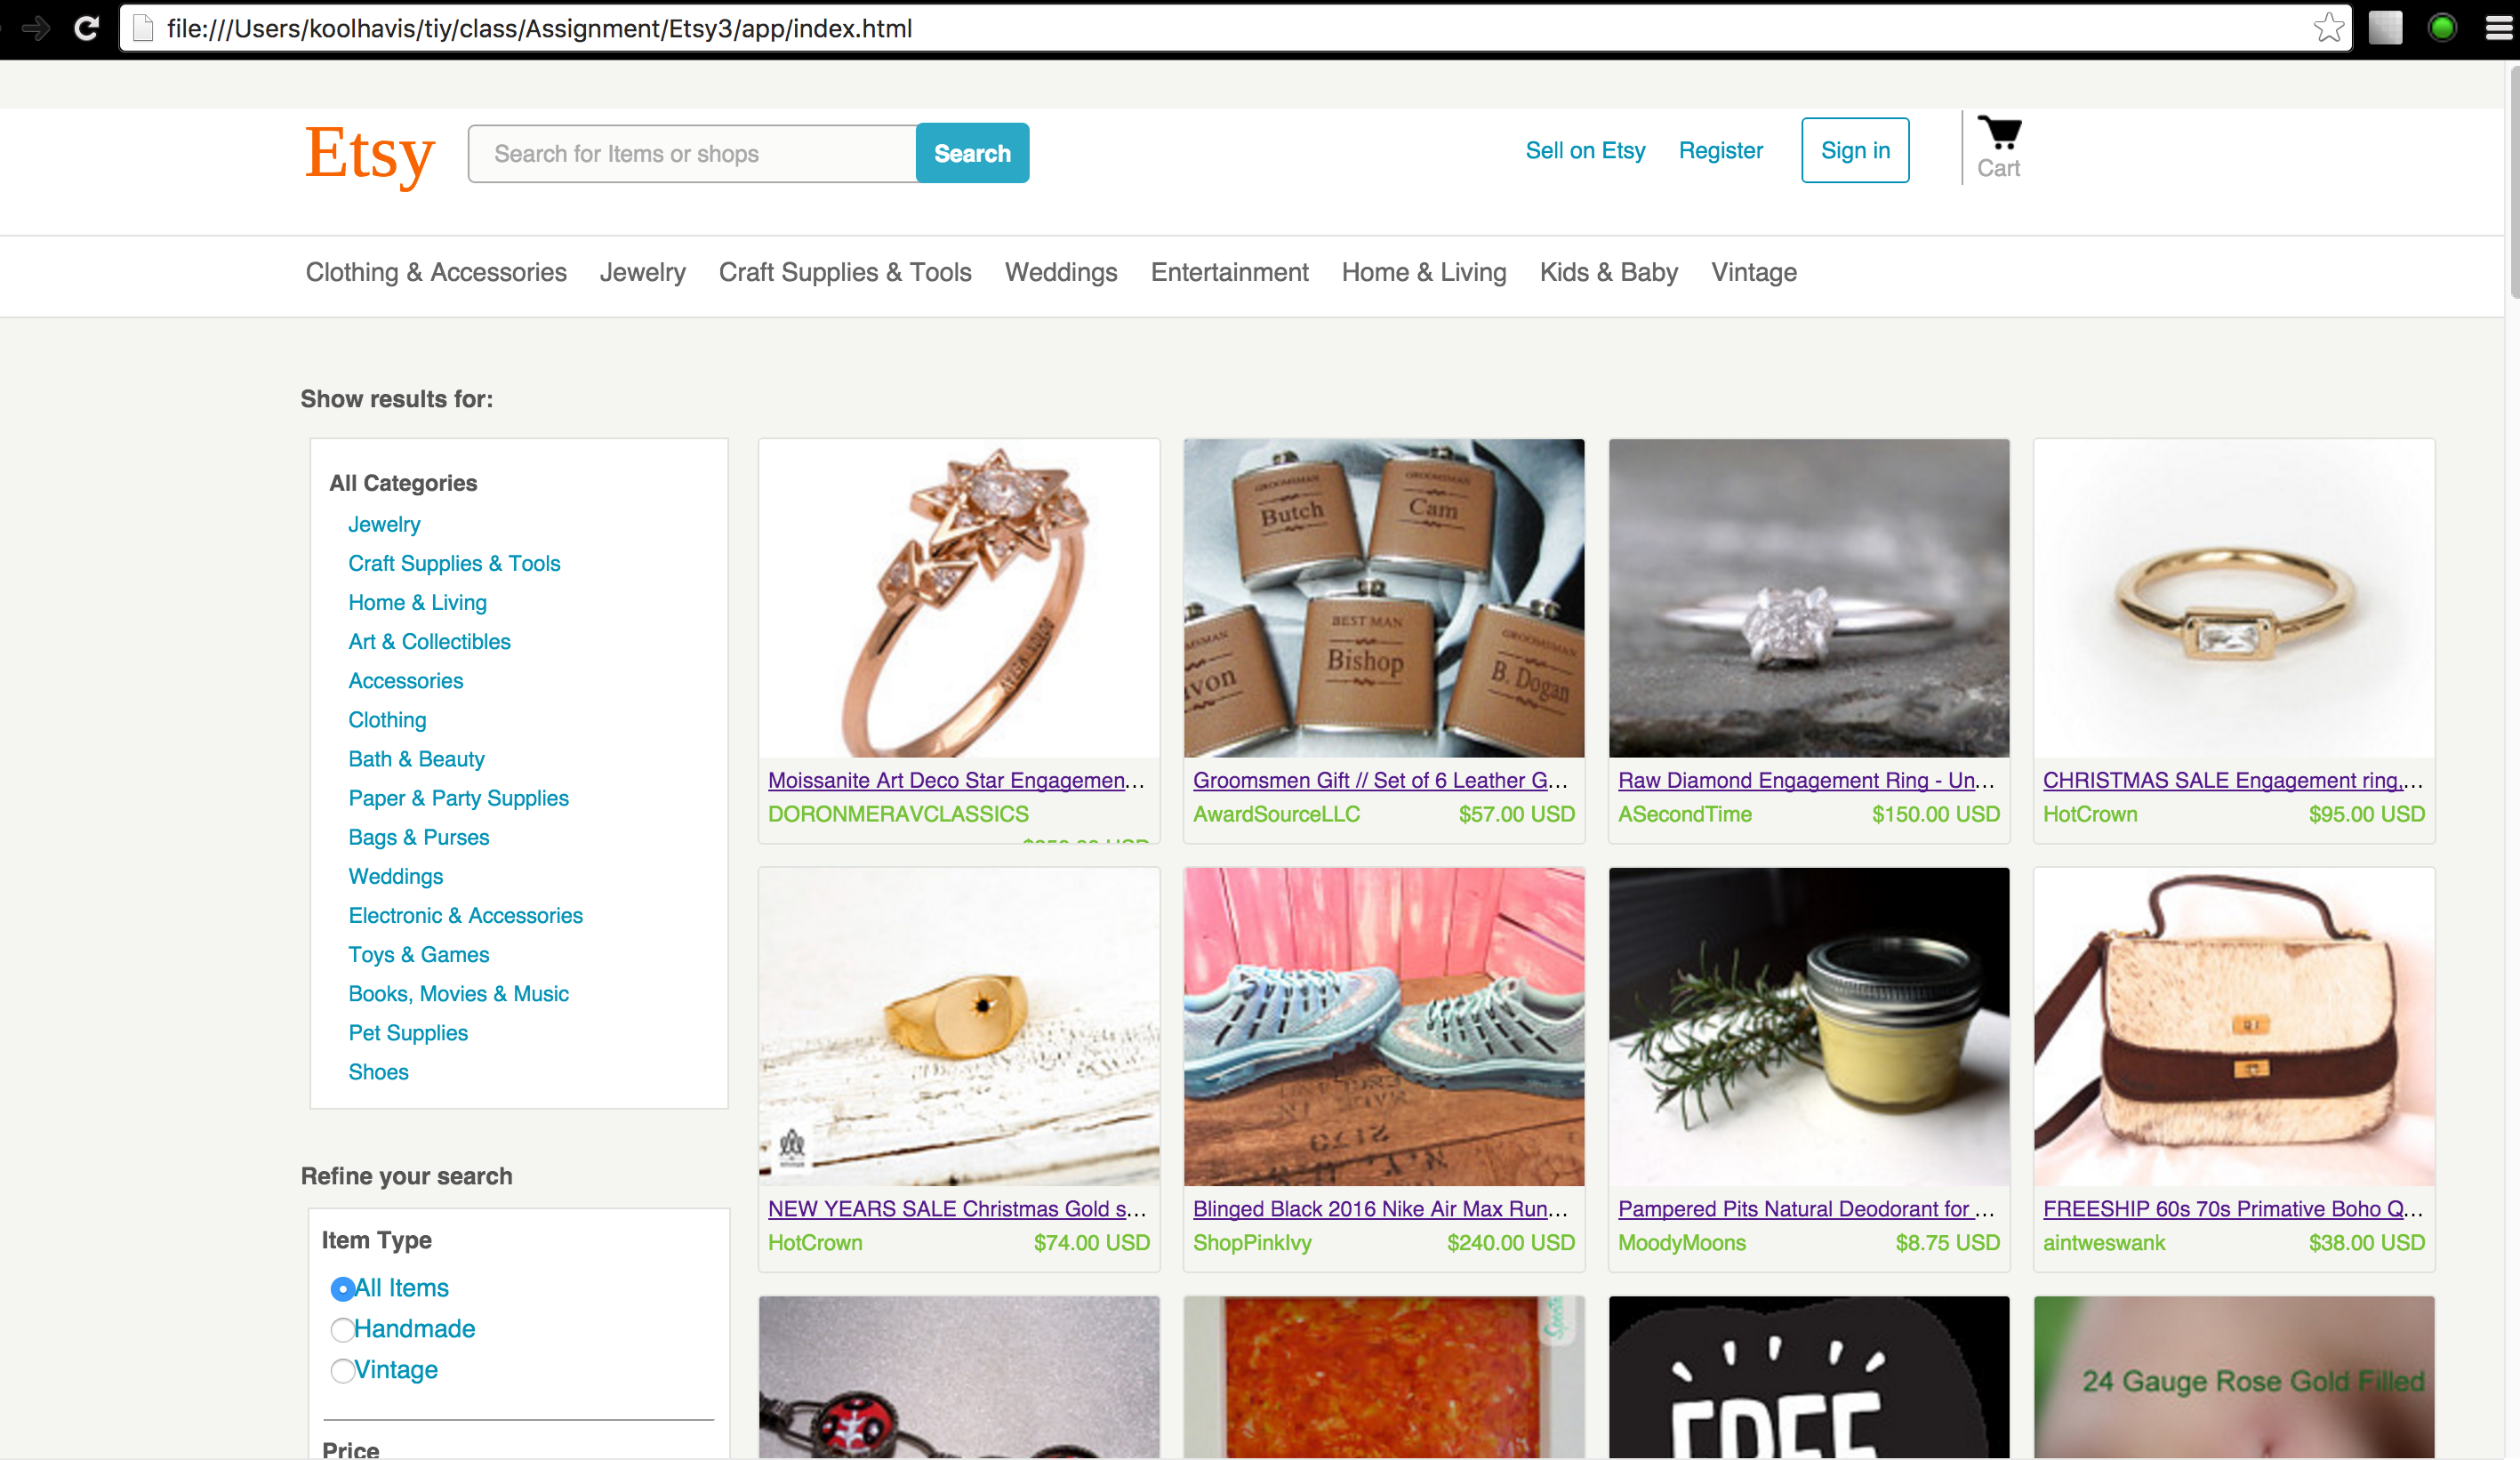 file:///Users/koolhavis/tiy/class/Assignment/Etsy3/app/index.html
Etsy
Search for Items or shops
Search
Sell on Etsy
Register
Sign in
Cart
Clothing & Accessories Jewelry Craft Supplies & Tools Weddings Entertainment Home & Living Kids & Baby Vintage
Show results for:
All Categories
Jewelry
Craft Supplies & Tools
Home & Living
Art & Collectibles
Accessories
Clothing
Bath & Beauty
Paper & Party Supplies
Bags & Purses
Weddings
Electronic & Accessories
Toys & Games
Books, Movies & Music
Pet Supplies
Shoes
Refine your search
Item Type
All Items
Handmade
Vintage
Price
Moissanite Art Deco Star Engagemen...
DORONMERAVCLASSICS
GROOMSMAN
Butch
GROOMSMAN
Cam
BEST MAN
Bishop
GROOMSMAN
B. Dogan
Groomsmen Gift // Set of 6 Leather G...
AwardSourceLLC $57.00 USD
Raw Diamond Engagement Ring - Un...
ASecondTime $150.00 USD
CHRISTMAS SALE Engagement ring,...
HotCrown $95.00 USD
NEW YEARS SALE Christmas Gold s...
HotCrown $74.00 USD
Blinged Black 2016 Nike Air Max Run...
ShopPinkIvy $240.00 USD
Pampered Pits Natural Deodorant for ...
MoodyMoons $8.75 USD
FREESHIP 60s 70s Primative Boho Q...
aintweswank $38.00 USD
FREE
24 Gauge Rose Gold Filled